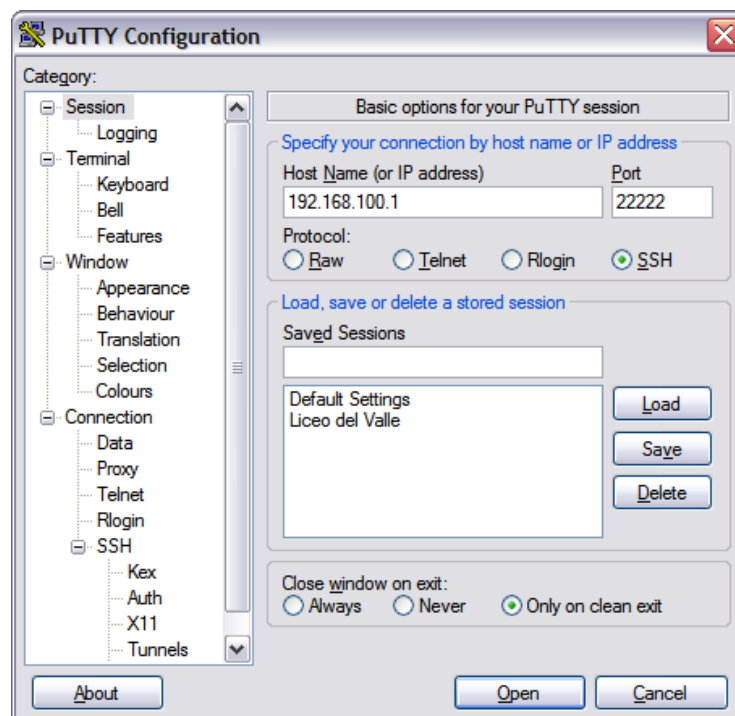 PuTTY Configuration
Category:
Session
Logging
Terminal
Keyboard
Bell
Features
Window
Appearance
Behaviour
Translation
Selection
Colours
Connection
Data
Proxy
Telnet
Rlogin
SSH
Kex
Auth
X11
Tunnels
Basic options for your PuTTY session
Specify your connection by host name or IP address
Host Name (or IP address) Port
192.168.100.1 22222
Protocol:
Raw Telnet Rlogin SSH
Load, save or delete a stored session
Saved Sessions
Default Settings
Liceo del Valle
Load
Save
Delete
Close window on exit:
Always Never Only on clean exit
About Open Cancel